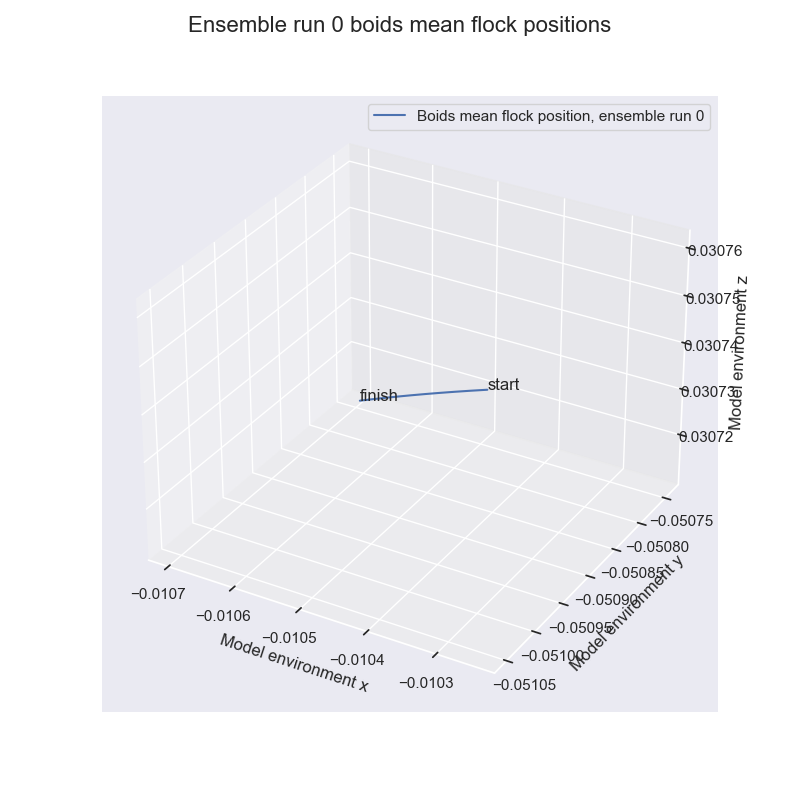 Ensemble run 0 boids mean flock positions
Boids mean flock position, ensemble run 0
0.03076
0.03075
0.03074
0.03073
0.03072
Model environment z
start
finish
−0.05075
−0.05080
−0.05085
−0.05090
−0.05095
−0.05100
−0.05105
Model environment y
−0.0107
−0.0106
−0.0105
−0.0104
−0.0103
Model environment x